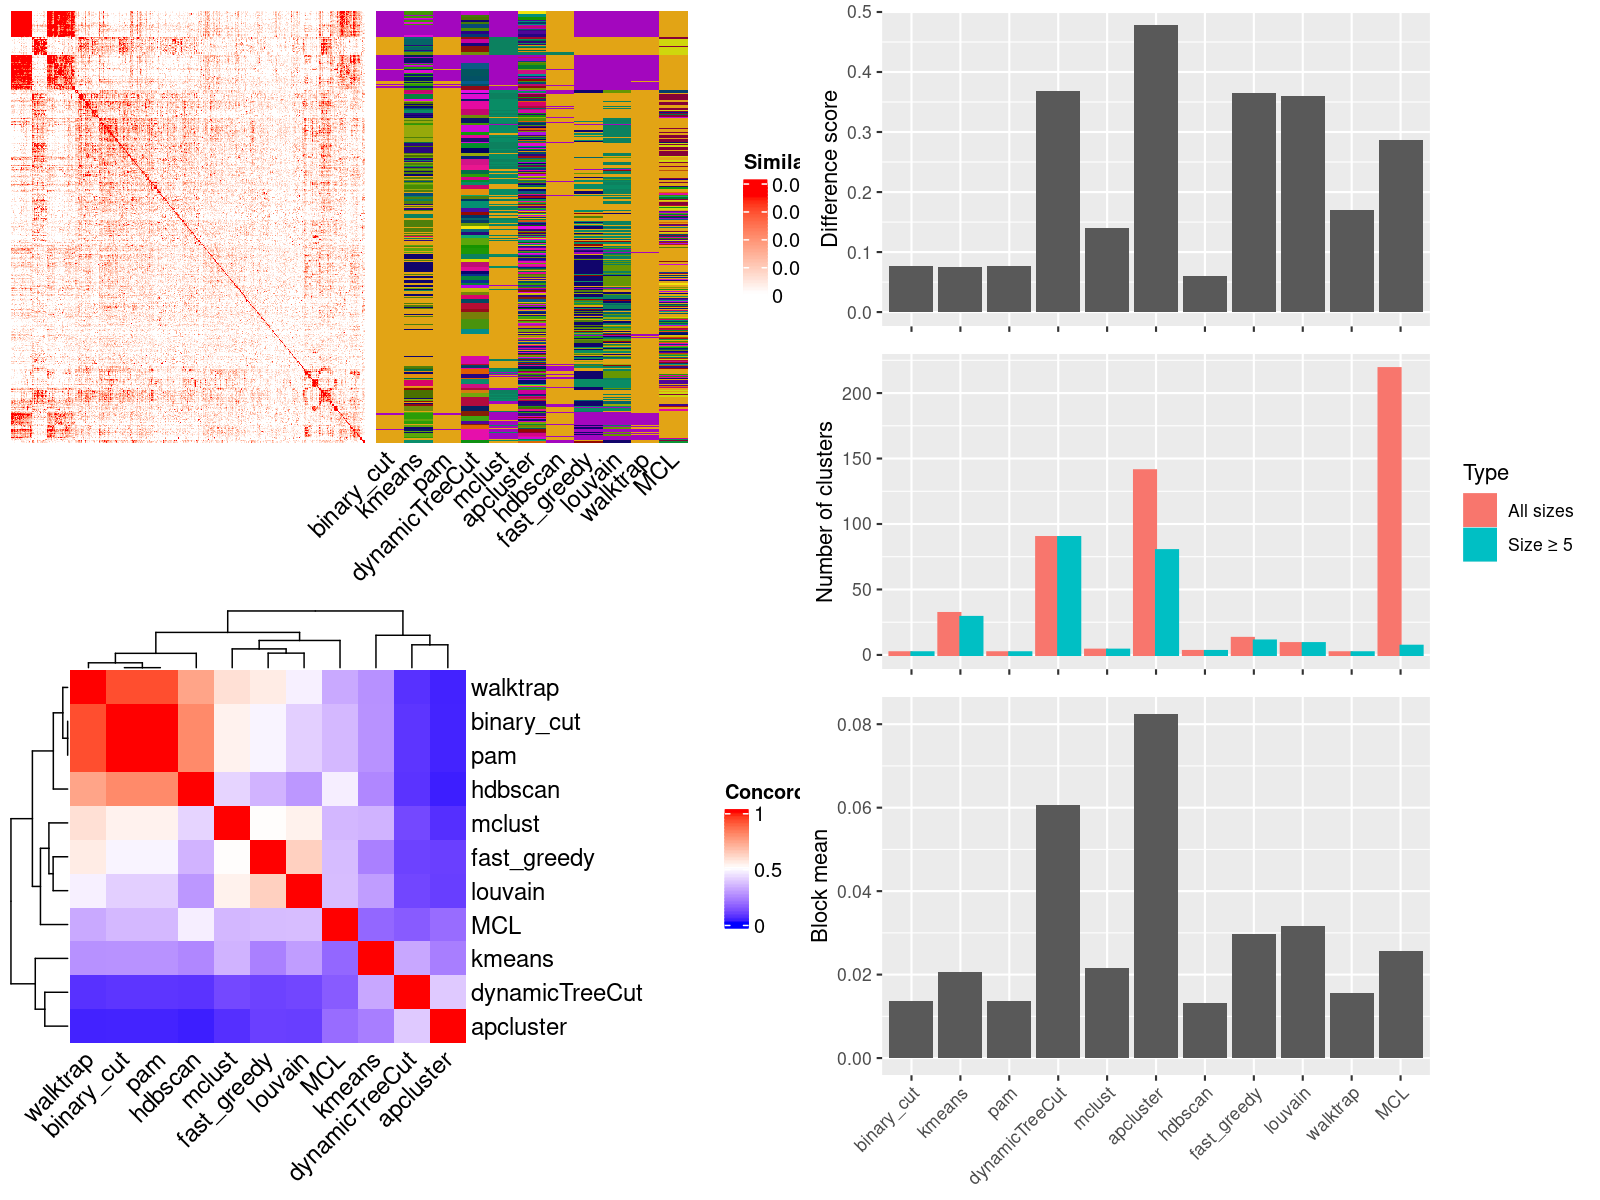 Simila
0.0
0.0
0.0
0.0
0
binary_cut
kmeans
pam
dynamicTreeCut
mclust
apcluster
hdbscan
fast_greedy
louvain
walktrap
MCL
walktrap
binary_cut
pam
hdbscan
mclust
fast_greedy
louvain
MCL
kmeans
dynamicTreeCut
apcluster
walktrap
binary_cut
pam
hdbscan
mclust
fast_greedy
louvain
MCL
kmeans
dynamicTreeCut
apcluster
Concord
1
0.5
0
Difference score
0.5
0.4
0.3
0.2
0.1
0.0
Number of clusters
200
150
100
50
0
Type
All sizes
Size ≥ 5
Block mean
0.08
0.06
0.04
0.02
0.00
binary_cut
kmeans
pam
dynamicTreeCut
mclust
apcluster
hdbscan
fast_greedy
louvain
walktrap
MCL